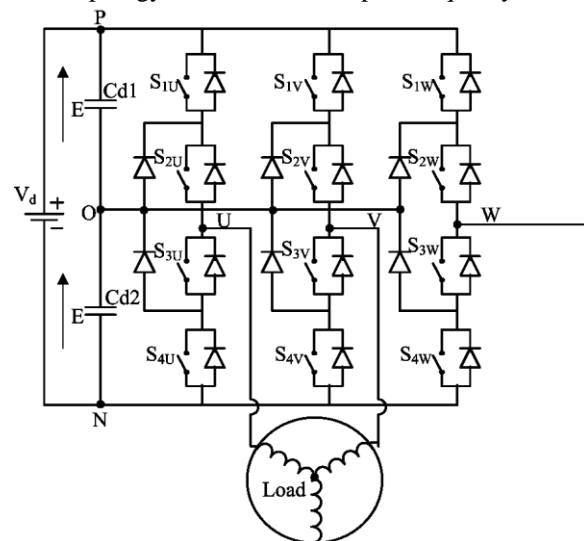 P
S1U
S1V
S1W
Cd1
E
S2U
S2V
S2W
Vd
+
-
O
U
V
W
S3U
S3V
S3W
Cd2
E
S4U
S4V
S4W
N
Load